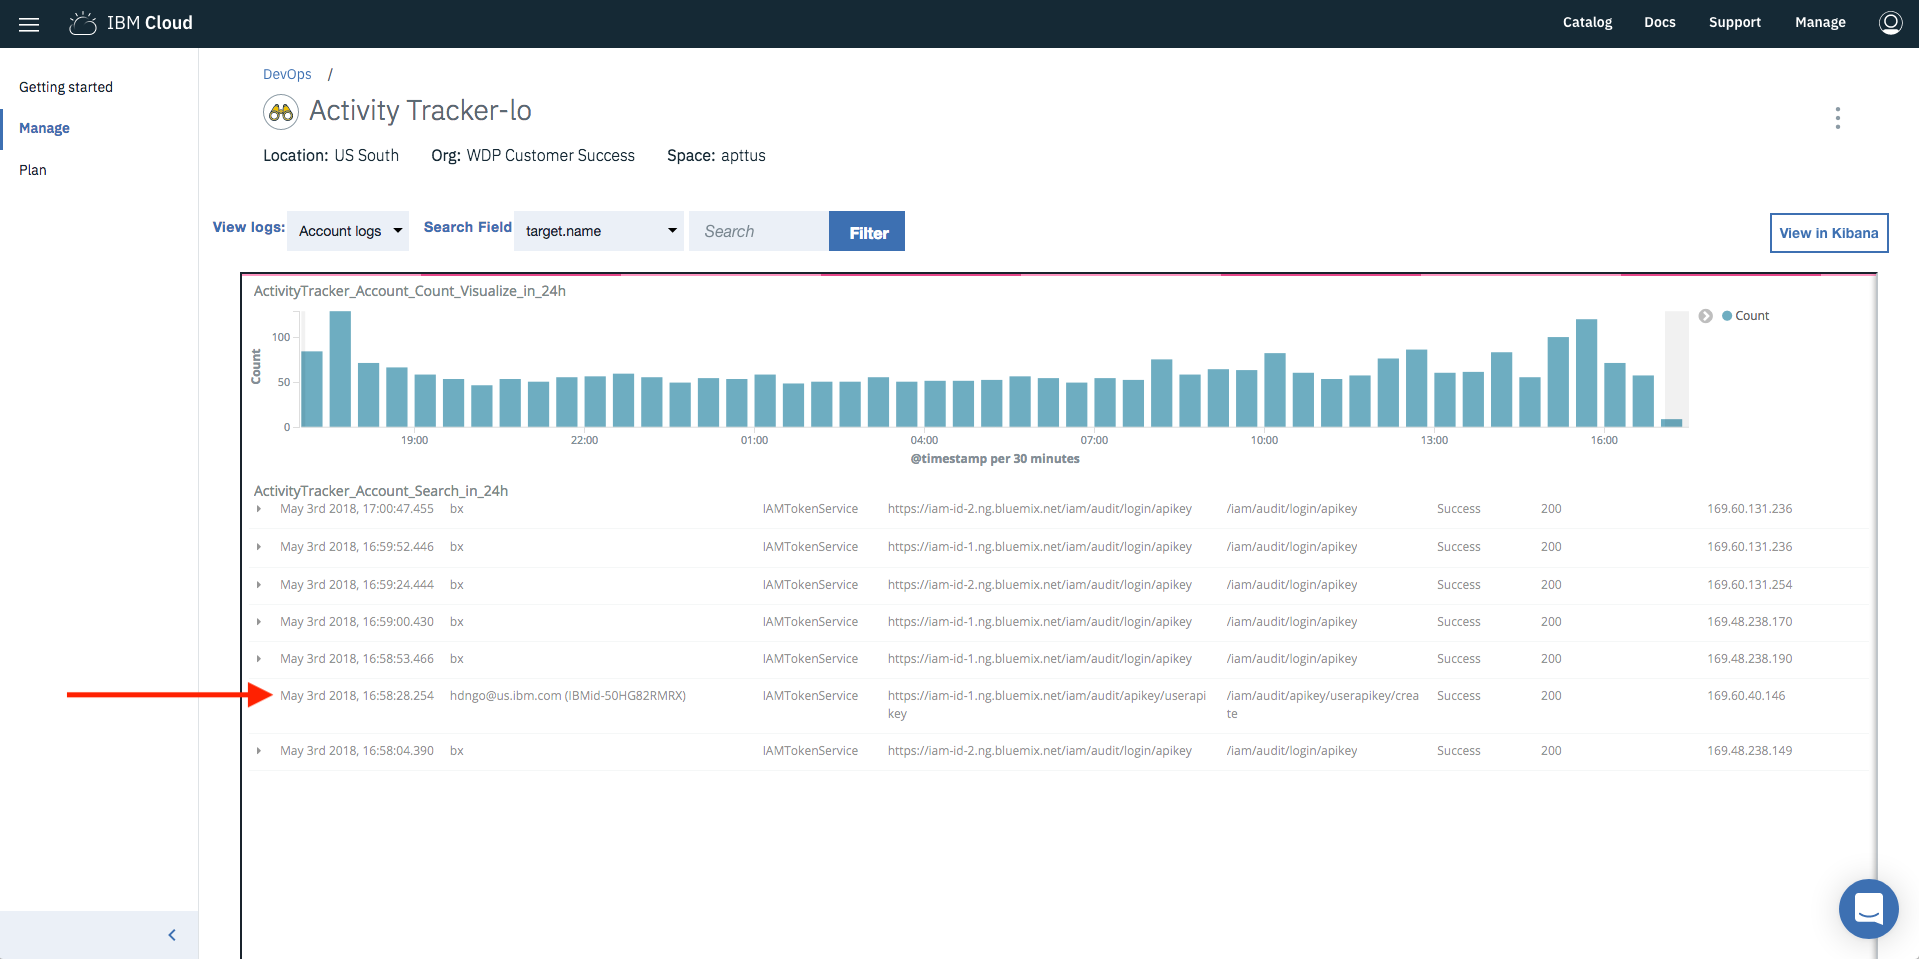 IBM Cloud
Catalog Docs Support Manage
Getting started
Manage
Plan
DevOps /
Activity Tracker-lo
Location: US South Org: WDP Customer Success Space: apttus
View logs: Account logs Search Field target.name Search Filter View in Kibana
ActivityTracker_Account_Count_Visualize_in_24h
Count
100
50
0
Count
19:00 22:00 01:00 04:00 07:00 10:00 13:00 16:00
@timestamp per 30 minutes
ActivityTracker_Account_Search_in_24h
May 3rd 2018, 17:00:47.455 bx IAMTokenService https://iam-id-2.ng.bluemix.net/iam/audit/login/apikey /iam/audit/login/apikey Success 200 169.60.131.236
May 3rd 2018, 16:59:52.446 bx IAMTokenService https://iam-id-1.ng.bluemix.net/iam/audit/login/apikey /iam/audit/login/apikey Success 200 169.60.131.236
May 3rd 2018, 16:59:24.444 bx IAMTokenService https://iam-id-2.ng.bluemix.net/iam/audit/login/apikey /iam/audit/login/apikey Success 200 169.60.131.254
May 3rd 2018, 16:59:00.430 bx IAMTokenService https://iam-id-1.ng.bluemix.net/iam/audit/login/apikey /iam/audit/login/apikey Success 200 169.48.238.170
May 3rd 2018, 16:58:53.466 bx IAMTokenService https://iam-id-1.ng.bluemix.net/iam/audit/login/apikey /iam/audit/login/apikey Success 200 169.48.238.190
May 3rd 2018, 16:58:28.254 hdngo@us.ibm.com (IBMid-50HG82RMRX) IAMTokenService https://iam-id-1.ng.bluemix.net/iam/audit/apikey/userapi /iam/audit/apikey/userapikey/crea Success 200 169.60.40.146
key te
May 3rd 2018, 16:58:04.390 bx IAMTokenService https://iam-id-2.ng.bluemix.net/iam/audit/login/apikey /iam/audit/login/apikey Success 200 169.48.238.149